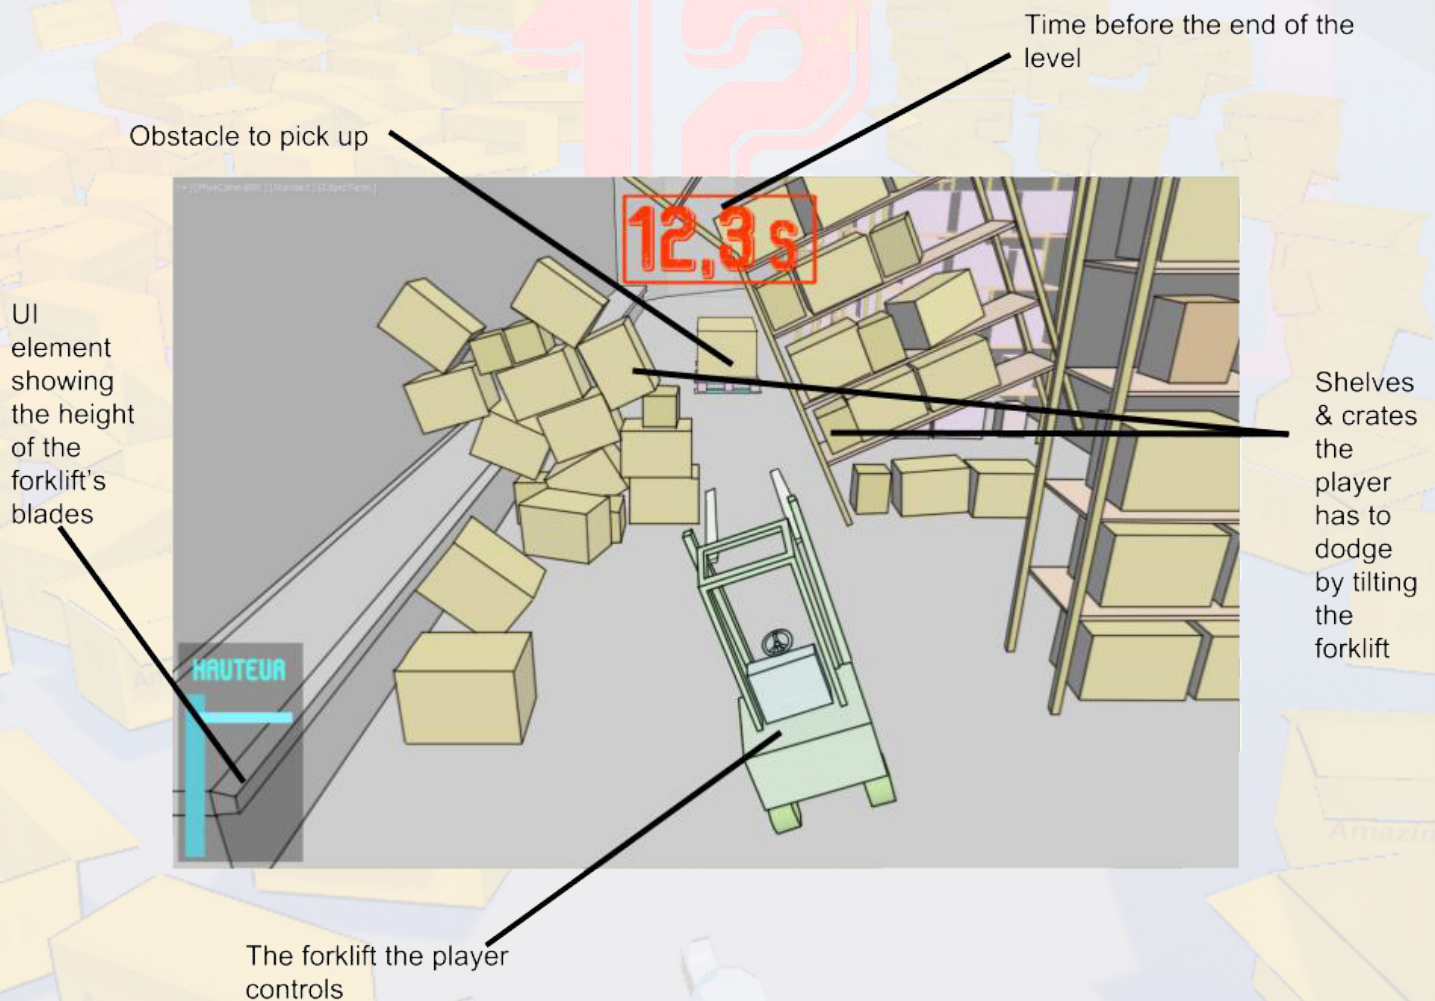 12
Time before the end of the
level
Obstacle to pick up
12,3 s
UI
element
showing
the height
of the
forklift's
blades
Shelves
& crates
the
player
has to
dodge
by tilting
the
forklift
HAUTEUR
Amazin
The forklift the player
controls